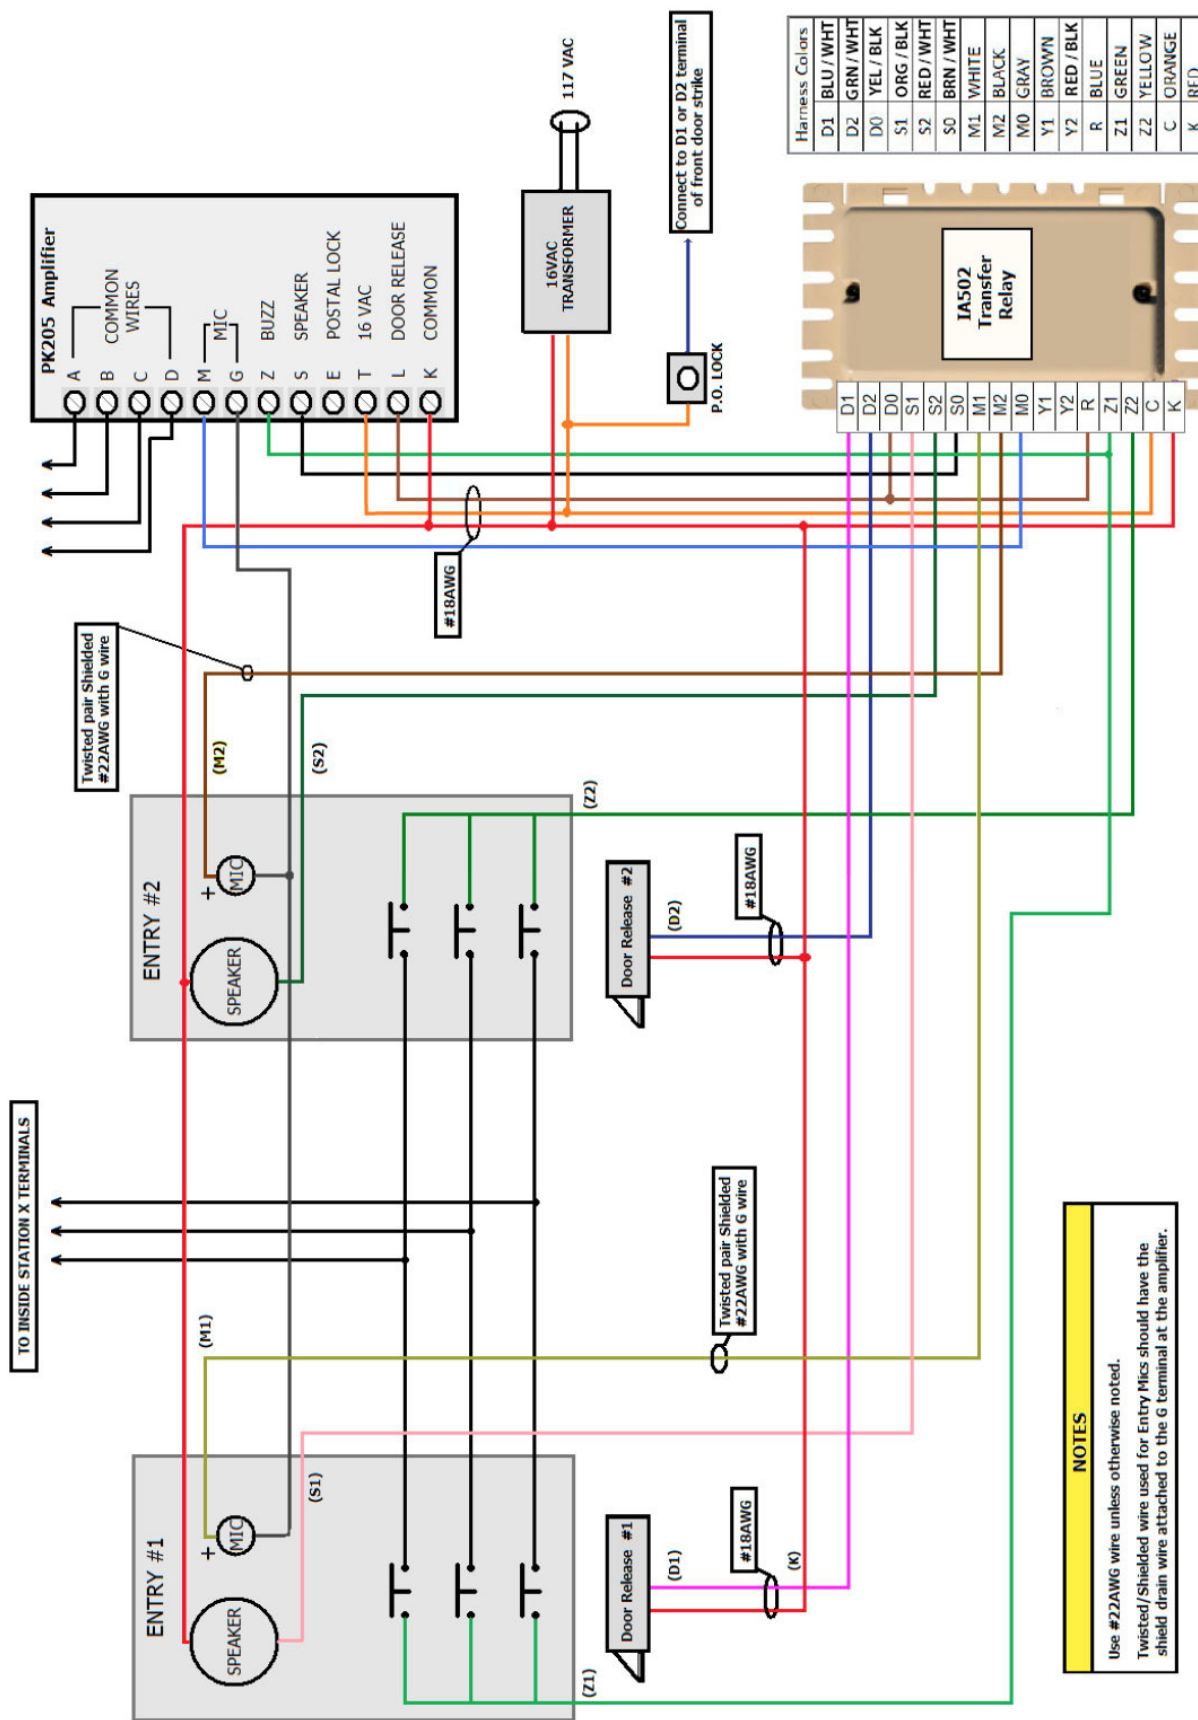 TO INSIDE STATION X TERMINALS
ENTRY #1
SPEAKER
+
MIC
(M1)
(S1)
(Z1)
Door Release #1
(D1)
#18AWG
(K)
Twisted pair Shielded
#22AWG with G wire
ENTRY #2
SPEAKER
+
MIC
(M2)
(S2)
(Z2)
Door Release #2
(D2)
#18AWG
Twisted pair Shielded
#22AWG with G wire
#18AWG
PK205 Amplifier
A
B
C
D
COMMON
WIRES
M
G
MIC
Z BUZZ
S SPEAKER
E POSTAL LOCK
T 16 VAC
L DOOR RELEASE
K COMMON
16VAC
TRANSFORMER
117 VAC
P.O. LOCK
Connect to D1 or D2 terminal
of front door strike
IA502
Transfer
Relay
D1
D2
D0
S1
S2
S0
M1
M2
M0
Y1
Y2
R
Z1
Z2
C
K
Harness Colors
D1 BLU / WHT
D2 GRN / WHT
D0 YEL / BLK
S1 ORG / BLK
S2 RED / WHT
S0 BRN / WHT
M1 WHITE
M2 BLACK
M0 GRAY
Y1 BROWN
Y2 RED / BLK
R BLUE
Z1 GREEN
Z2 YELLOW
C ORANGE
K RED
NOTES
Use #22AWG wire unless otherwise noted.
Twisted/Shielded wire used for Entry Mics should have the
shield drain wire attached to the G terminal at the amplifier.